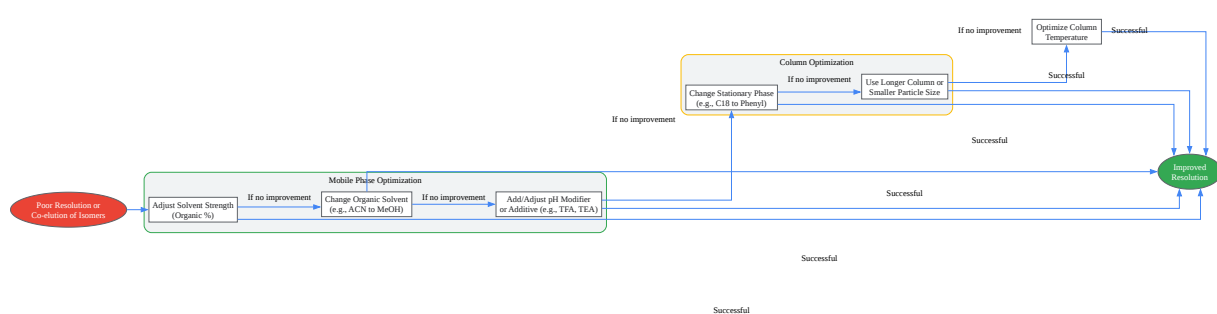 Poor Resolution or
Co-elution of Isomers
Mobile Phase Optimization
Adjust Solvent Strength
(Organic %)
If no improvement
Change Organic Solvent
(e.g., ACN to MeOH)
If no improvement
Add/Adjust pH Modifier
or Additive (e.g., TFA, TEA)
If no improvement
Column Optimization
Change Stationary Phase
(e.g., C18 to Phenyl)
If no improvement
Use Longer Column or
Smaller Particle Size
If no improvement
Optimize Column
Temperature
Successful
Successful
Successful
Successful
Successful
Successful
Improved
Resolution